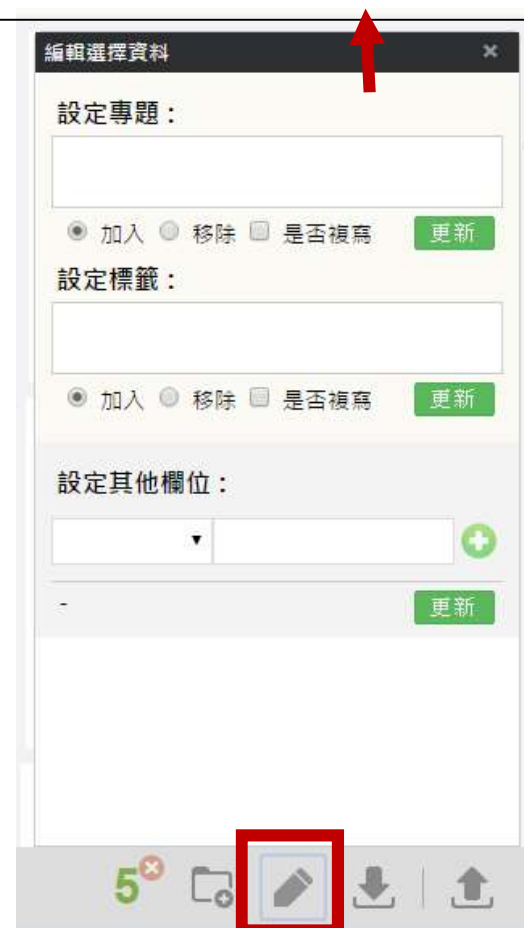 編輯選擇資料 ×
設定專題：
加入 移除 是否複寫 更新
設定標籤：
加入 移除 是否複寫 更新
設定其他欄位：
- 更新
5